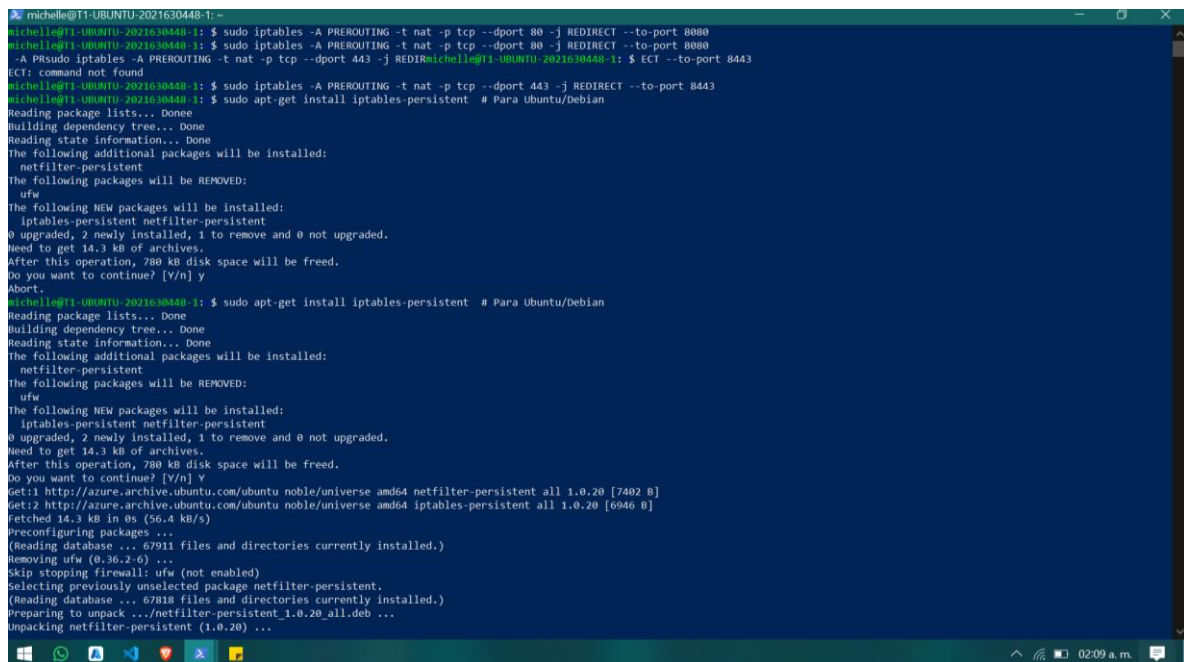 michelle@T1-UBUNTU-2021630448-1: ~
michelle@T1-UBUNTU-2021630448-1: $ sudo iptables -A PREROUTING -t nat -p tcp --dport 80 -j REDIRECT --to-port 8080
michelle@T1-UBUNTU-2021630448-1: $ sudo iptables -A PREROUTING -t nat -p tcp --dport 80 -j REDIRECT --to-port 8080
-A PRsudo iptables -A PREROUTING -t nat -p tcp --dport 443 -j REDIRmichelle@T1-UBUNTU-2021630448-1: $ ECT --to-port 8443
ECT: command not found
michelle@T1-UBUNTU-2021630448-1: $ sudo iptables -A PREROUTING -t nat -p tcp --dport 443 -j REDIRECT --to-port 8443
michelle@T1-UBUNTU-2021630448-1: $ sudo apt-get install iptables-persistent # Para Ubuntu/Debian
Reading package lists... Donee
Building dependency tree... Done
Reading state information... Done
The following additional packages will be installed:
netfilter-persistent
The following packages will be REMOVED:
ufw
The following NEW packages will be installed:
iptables-persistent netfilter-persistent
0 upgraded, 2 newly installed, 1 to remove and 0 not upgraded.
Need to get 14.3 kB of archives.
After this operation, 780 kB disk space will be freed.
Do you want to continue? [Y/n] y
Abort.
michelle@T1-UBUNTU-2021630448-1: $ sudo apt-get install iptables-persistent # Para Ubuntu/Debian
Reading package lists... Done
Building dependency tree... Done
Reading state information... Done
The following additional packages will be installed:
netfilter-persistent
The following packages will be REMOVED:
ufw
The following NEW packages will be installed:
iptables-persistent netfilter-persistent
0 upgraded, 2 newly installed, 1 to remove and 0 not upgraded.
Need to get 14.3 kB of archives.
After this operation, 780 kB disk space will be freed.
Do you want to continue? [Y/n] Y
Get:1 http://azure.archive.ubuntu.com/ubuntu noble/universe amd64 netfilter-persistent all 1.0.20 [7402 B]
Get:2 http://azure.archive.ubuntu.com/ubuntu noble/universe amd64 iptables-persistent all 1.0.20 [6946 B]
Fetched 14.3 kB in 0s (56.4 kB/s)
Preconfiguring packages ...
(Reading database ... 67911 files and directories currently installed.)
Removing ufw (0.36.2-6) ...
Skip stopping firewall: ufw (not enabled)
Selecting previously unselected package netfilter-persistent.
(Reading database ... 67818 files and directories currently installed.)
Preparing to unpack .../netfilter-persistent_1.0.20_all.deb ...
Unpacking netfilter-persistent (1.0.20) ...
02:09 a. m.